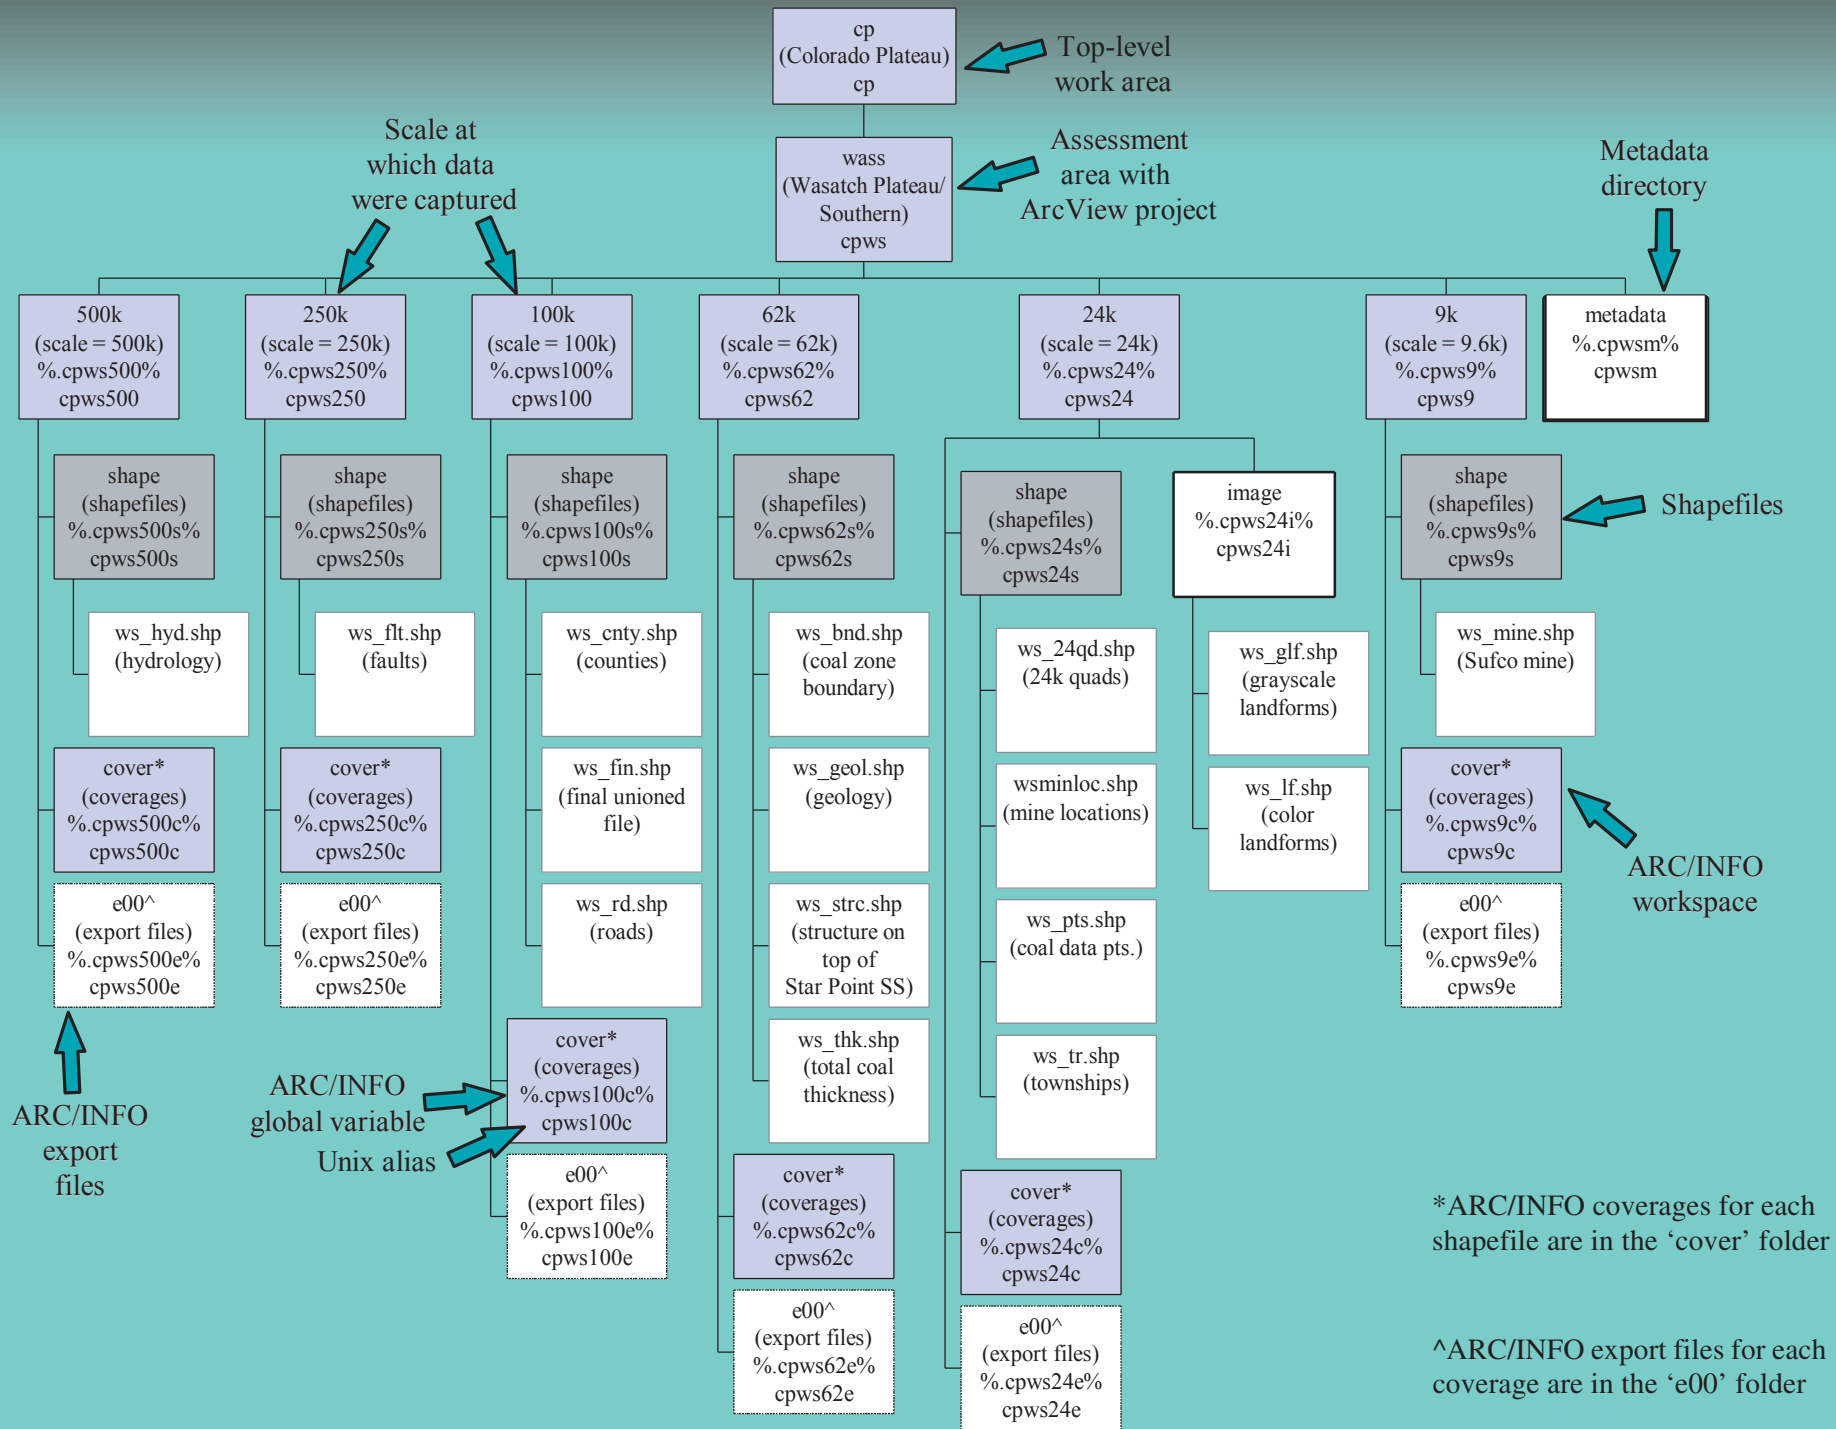 cp
(Colorado Plateau)
cp
Top-level
work area
wass
(Wasatch Plateau/
Southern)
cpws
Assessment
area with
ArcView project
Scale at
which data
were captured
Metadata
directory
500k
(scale = 500k)
%.cpws500%
cpws500
250k
(scale = 250k)
%.cpws250%
cpws250
100k
(scale = 100k)
%.cpws100%
cpws100
62k
(scale = 62k)
%.cpws62%
cpws62
24k
(scale = 24k)
%.cpws24%
cpws24
9k
(scale = 9.6k)
%.cpws9%
cpws9
metadata
%.cpwsm%
cpwsm
shape
(shapefiles)
%.cpws500s%
cpws500s
ws_hyd.shp
(hydrology)
cover*
(coverages)
%.cpws500c%
cpws500c
e00^
(export files)
%.cpws500e%
cpws500e
ARC/INFO
export
files
shape
(shapefiles)
%.cpws250s%
cpws250s
ws_flt.shp
(faults)
cover*
(coverages)
%.cpws250c%
cpws250c
e00^
(export files)
%.cpws250e%
cpws250e
shape
(shapefiles)
%.cpws100s%
cpws100s
ws_cnty.shp
(counties)
ws_fin.shp
(final unioned
file)
ws_rd.shp
(roads)
cover*
(coverages)
%.cpws100c%
cpws100c
ARC/INFO
global variable
Unix alias
e00^
(export files)
%.cpws100e%
cpws100e
shape
(shapefiles)
%.cpws62s%
cpws62s
ws_bnd.shp
(coal zone
boundary)
ws_geol.shp
(geology)
ws_strc.shp
(structure on
top of
Star Point SS)
ws_thk.shp
(total coal
thickness)
cover*
(coverages)
%.cpws62c%
cpws62c
e00^
(export files)
%.cpws62e%
cpws62e
shape
(shapefiles)
%.cpws24s%
cpws24s
ws_24qd.shp
(24k quads)
wsminloc.shp
(mine locations)
ws_pts.shp
(coal data pts.)
ws_tr.shp
(townships)
cover*
(coverages)
%.cpws24c%
cpws24c
e00^
(export files)
%.cpws24e%
cpws24e
image
%.cpws24i%
cpws24i
ws_glf.shp
(grayscale
landforms)
ws_lf.shp
(color
landforms)
shape
(shapefiles)
%.cpws9s%
cpws9s
Shapefiles
ws_mine.shp
(Sufco mine)
cover*
(coverages)
%.cpws9c%
cpws9c
ARC/INFO
workspace
e00^
(export files)
%.cpws9e%
cpws9e
*ARC/INFO coverages for each
shapefile are in the ‘cover’ folder
^ARC/INFO export files for each
coverage are in the ‘e00’ folder